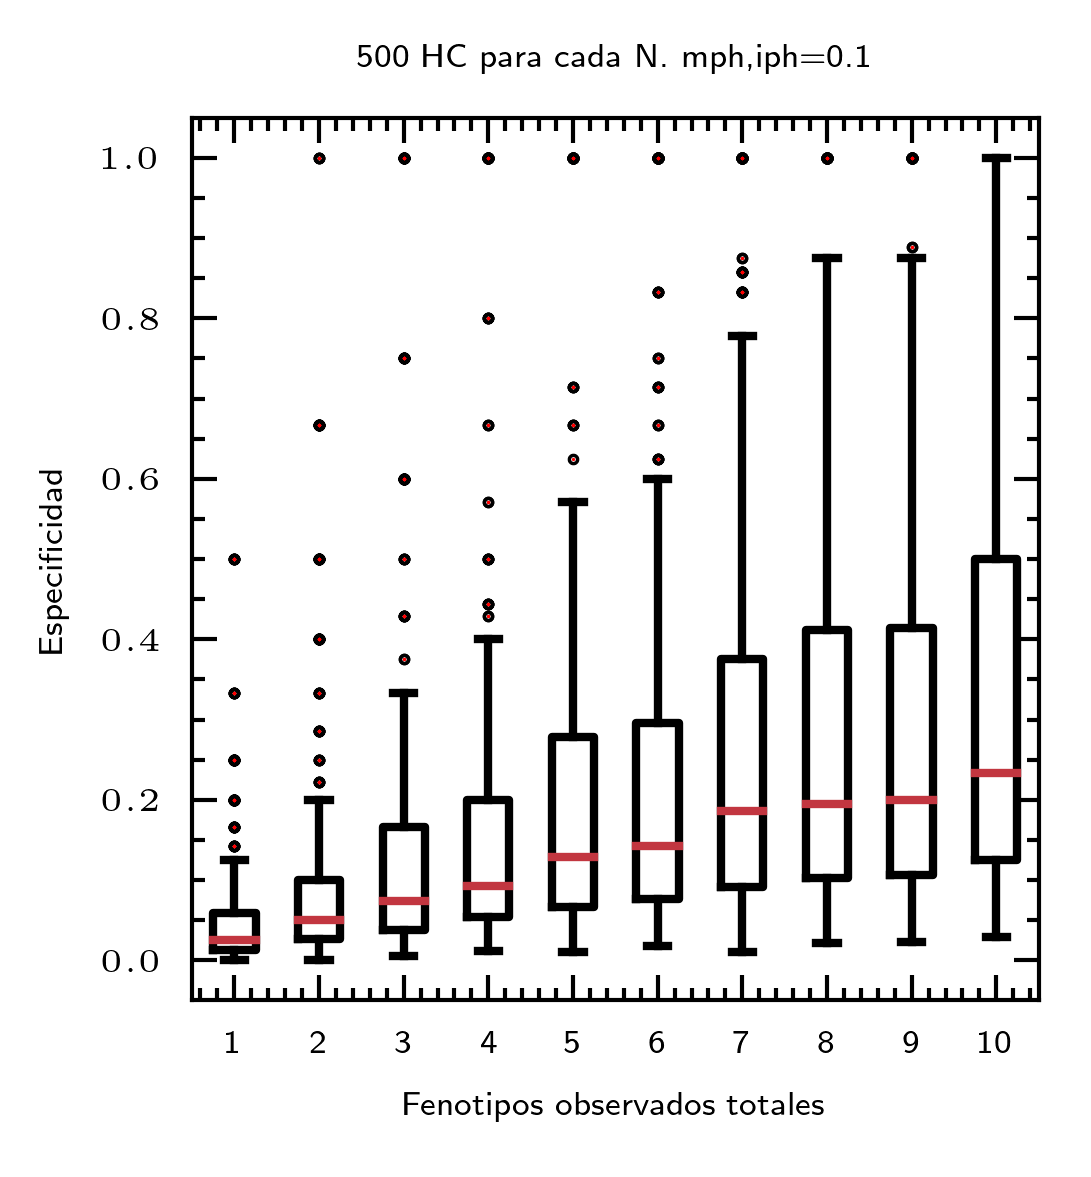 500 HC para cada N. mph,iph=0.1
1.0
0.8
0.6
0.4
0.2
0.0
Especificidad
1 2 3 4 5 6 7 8 9 10
Fenotipos observados totales